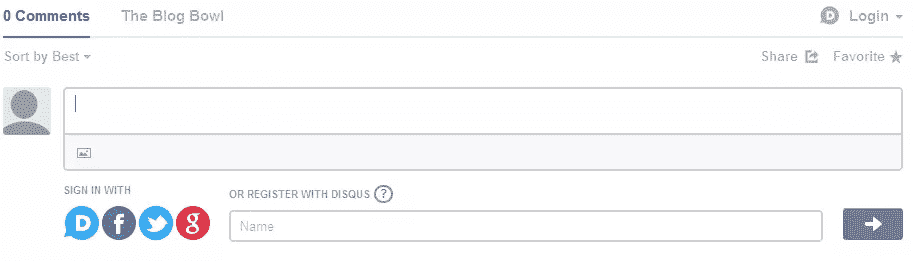 0 Comments The Blog Bowl Login
Sort by Best Share Favorite
SIGN IN WITH
OR REGISTER WITH DISQUS ?
D f g
Name